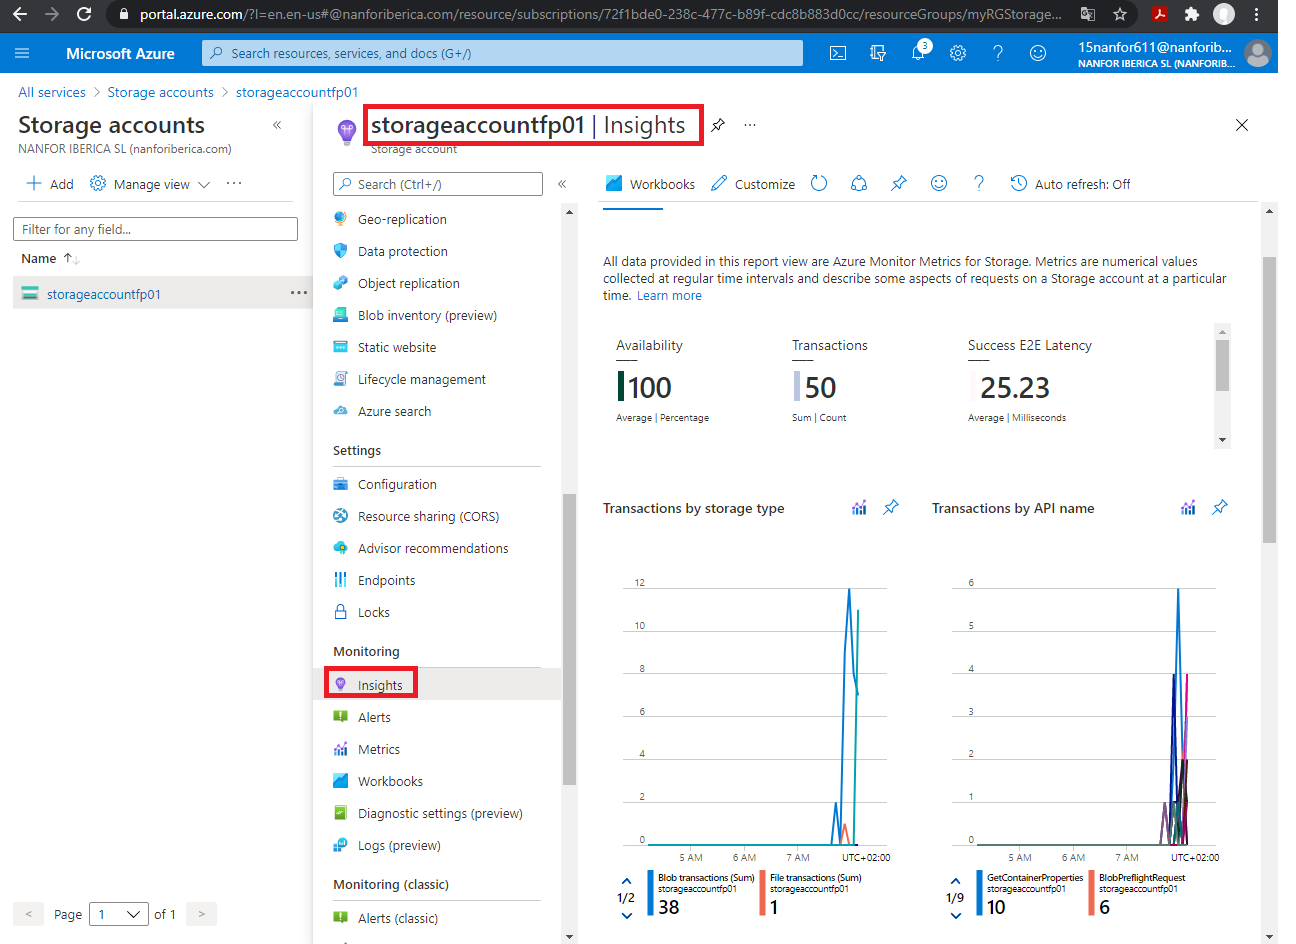 portal.azure.com/?l=en.en-us#@nanforiberica.com/resource/subscriptions/72f1bde0-238c-477c-b89f-cdc8b883d0cc/resourceGroups/myRGStorage...
Microsoft Azure
Search resources, services, and docs (G+/)
3
15nanfor611@nanforib...
NANFOR IBERICA SL (NANFORIB...
All services > Storage accounts > storageaccountfp01
Storage accounts
«
NANFOR IBERICA SL (nanforiberica.com)
Add
Manage view
...
Filter for any field...
Name
storageaccountfp01
...
< Page 1 of 1 >
storageaccountfp01 | Insights
...
Storage account
Search (Ctrl+/)
«
Geo-replication
Data protection
Object replication
Blob inventory (preview)
Static website
Lifecycle management
Azure search
Settings
Configuration
Resource sharing (CORS)
Advisor recommendations
Endpoints
Locks
Monitoring
Insights
Alerts
Metrics
Workbooks
Diagnostic settings (preview)
Logs (preview)
Monitoring (classic)
Alerts (classic)
Workbooks
Customize
?
Auto refresh: Off
All data provided in this report view are Azure Monitor Metrics for Storage. Metrics are numerical values
collected at regular time intervals and describe some aspects of requests on a Storage account at a particular
time. Learn more
Availability
100
Average | Percentage
Transactions
50
Sum | Count
Success E2E Latency
25.23
Average | Milliseconds
Transactions by storage type
12
10
8
6
4
2
0
5 AM 6 AM 7 AM UTC+02:00
1/2
Blob transactions (Sum)
storageaccountfp01
38
File transactions (Sum)
storageaccountfp01
1
Transactions by API name
6
5
4
3
2
1
0
5 AM 6 AM 7 AM UTC+02:00
1/9
GetContainerProperties
storageaccountfp01
10
BlobPreflightRequest
storageaccountfp01
6